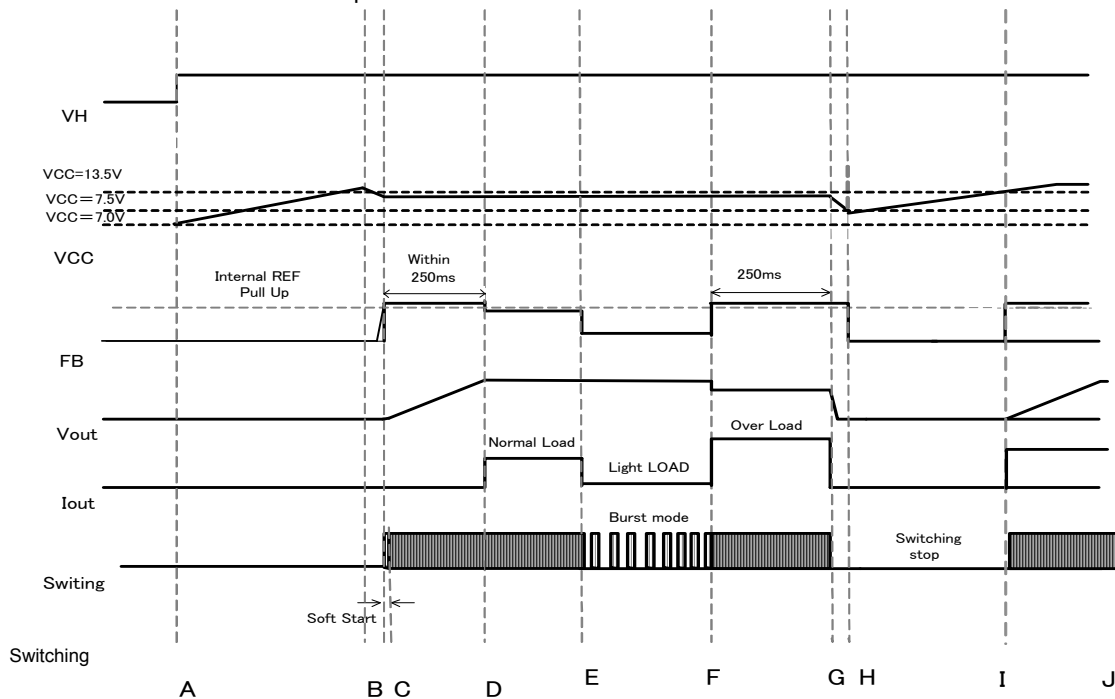 VH
VCC=13.5V
VCC=7.5V
VCC=7.0V
VCC
Internal REF
Pull Up
Within
250ms
250ms
FB
Vout
Normal Load
Light LOAD
Over Load
Iout
Burst mode
Switching
stop
Switing
Soft Start
Switching
A B C D E F G H I J